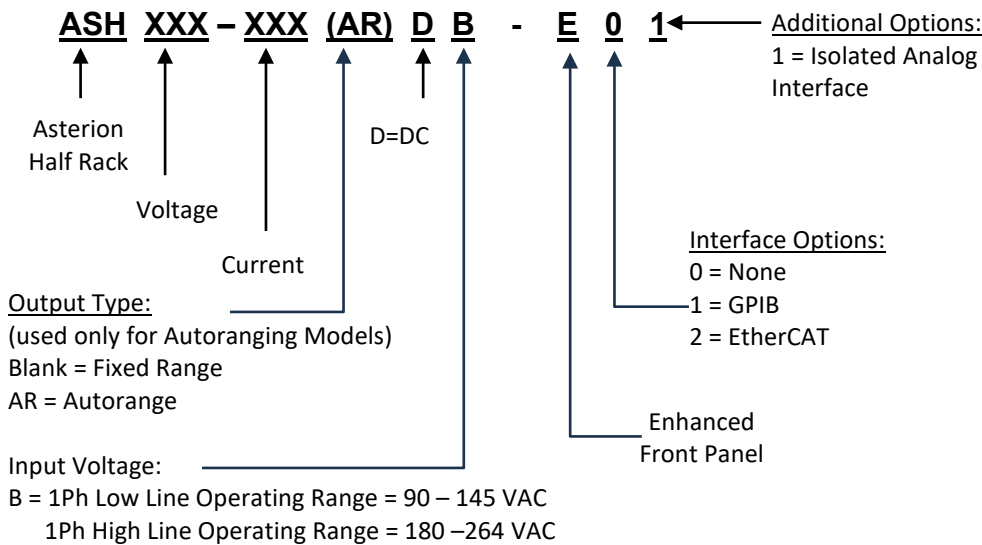 ASH XXX – XXX (AR) D B - E 0 1
Additional Options:
1 = Isolated Analog
Interface
Asterion
Half Rack
D=DC
Voltage
Current
Interface Options:
0 = None
1 = GPIB
2 = EtherCAT
Output Type:
(used only for Autoranging Models)
Blank = Fixed Range
AR = Autorange
Enhanced
Front Panel
Input Voltage:
B = 1Ph Low Line Operating Range = 90 – 145 VAC
1Ph High Line Operating Range = 180 –264 VAC